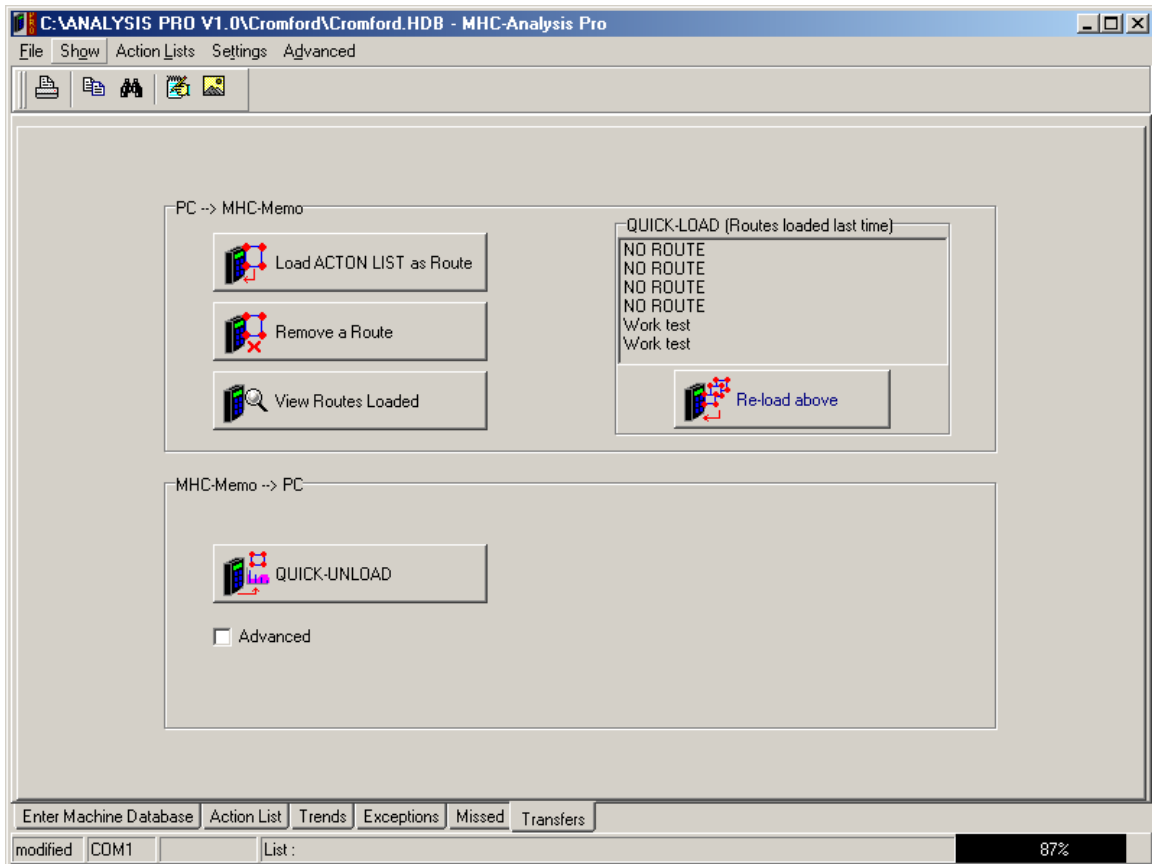 C:\ANALYSIS PRO V1.0\Cromford\Cromford.HDB - MHC-Analysis Pro
File Show Action Lists Settings Advanced
PC --> MHC-Memo
Load ACTON LIST as Route
Remove a Route
View Routes Loaded
QUICK-LOAD (Routes loaded last time)
NO ROUTE
NO ROUTE
NO ROUTE
NO ROUTE
Work test
Work test
Re-load above
MHC-Memo --> PC
QUICK-UNLOAD
Advanced
Enter Machine Database Action List Trends Exceptions Missed Transfers
modified COM1 List : 87%